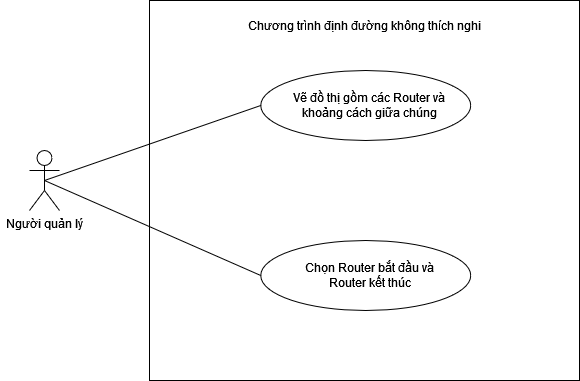 Chương trình định đường không thích nghi
Vẽ đồ thị gồm các Router và
khoảng cách giữa chúng
Người quản lý
Chọn Router bắt đầu và
Router kết thúc